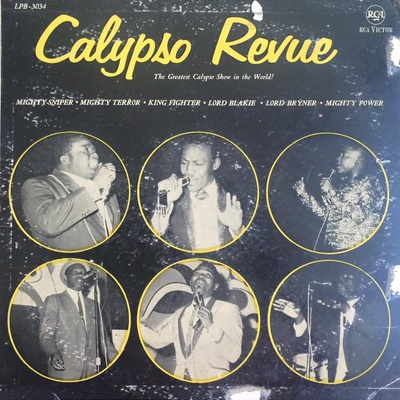 LPB-3034
RCA
RCA VICTOR
Calypso Revue
The Greatest Calypso Show in the World!
MIGHTY SNIPER • MIGHTY TERROR • KING FIGHTER • LORD BLAKIE • LORD BRYNER • MIGHTY POWER